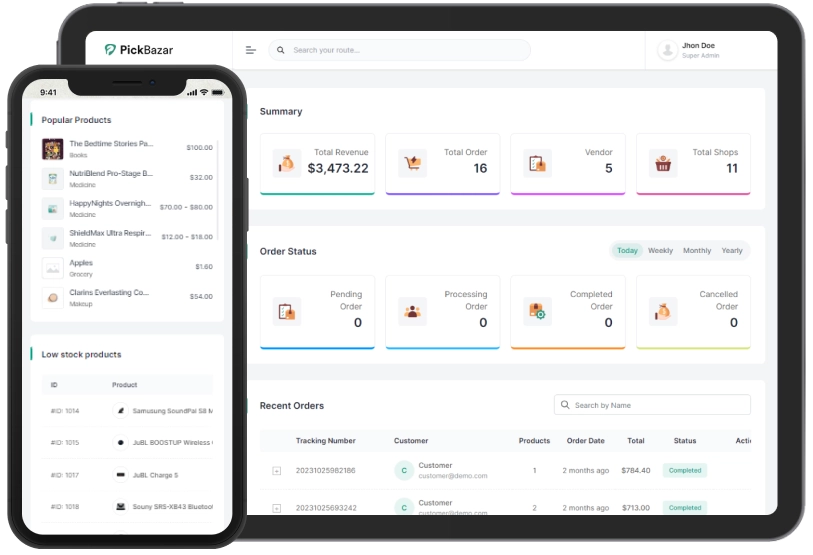 PickBazar
Search your route...
Jhon Doe
Super Admin
9:41
Popular Products
The Bedtime Stories Pa...
Books
$100.00
NutriBlend Pro-Stage B...
Medicine
$32.00
HappyNights Overnigh...
Medicine
$70.00 - $80.00
ShieldMax Ultra Respir...
Medicine
$12.00 - $18.00
Apples
Grocery
$1.60
Clarins Everlasting Co...
Makeup
$54.00
Low stock products
ID Product
#ID: 1014 Samusung SoundPal S8 M
#ID: 1015 JuBL BOOSTUP Wireless
#ID: 1017 JuBL Charge 5
#ID: 1018 Souny SRS-XB43 Bluetoot
Summary
Total Revenue
$3,473.22
Total Order
16
Vendor
5
Total Shops
11
Order Status
Today Weekly Monthly Yearly
Pending
Order
0
Processing
Order
0
Completed
Order
0
Cancelled
Order
0
Recent Orders
Search by Name
Tracking Number Customer Products Order Date Total Status Actio
20231025982186 C Customer
customer@demo.com
1 2 months ago $784.40 Completed
20231025693242 C Customer
customer@demo.com
2 2 months ago $713.00 Completed